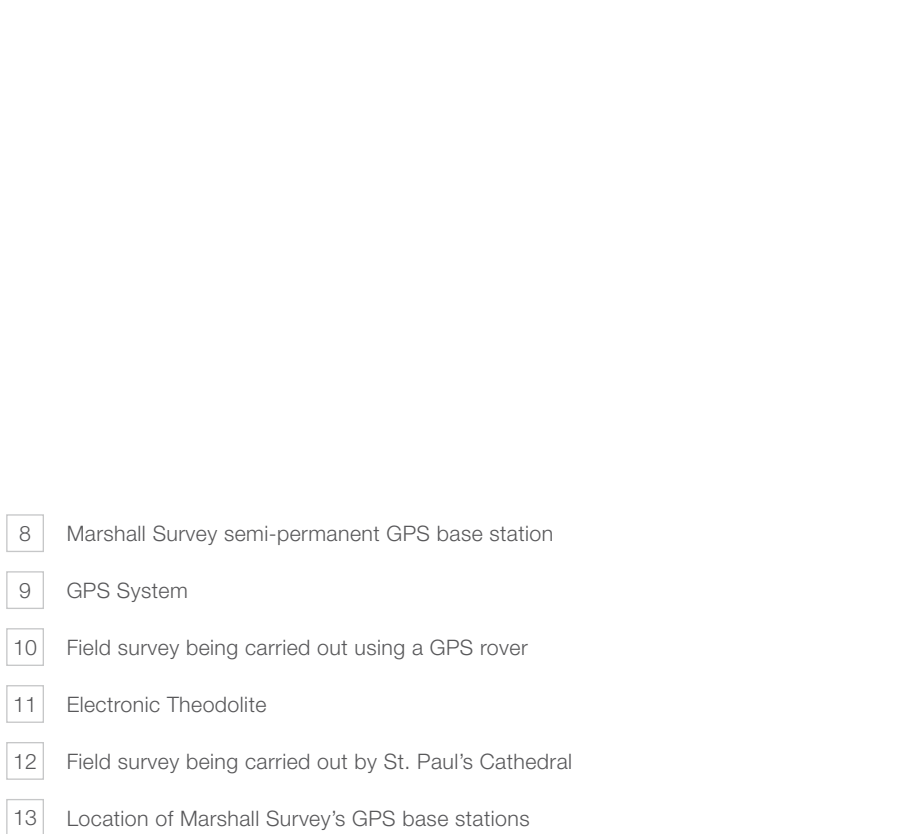 8 Marshall Survey semi-permanent GPS base station
9 GPS System
10 Field survey being carried out using a GPS rover
11 Electronic Theodolite
12 Field survey being carried out by St. Paul’s Cathedral
13 Location of Marshall Survey’s GPS base stations